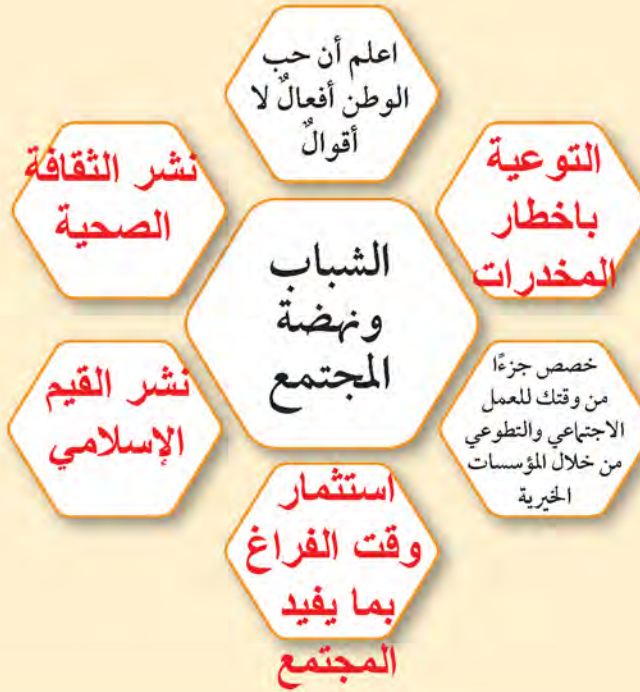 اعلم أن حب
الوطن أفعالٌ لا
أقوالٌ
التوعية
باخطار
المخدرات
نشر الثقافة
الصحية
الشباب
ونهضة
المجتمع
خصص جزءًا
من وقتك للعمل
الاجتماعي والتطوعي
من خلال المؤسسات
الخيرية
نشر القيم
الإسلامي
استثمار
وقت الفراغ
بما يفيد
المجتمع